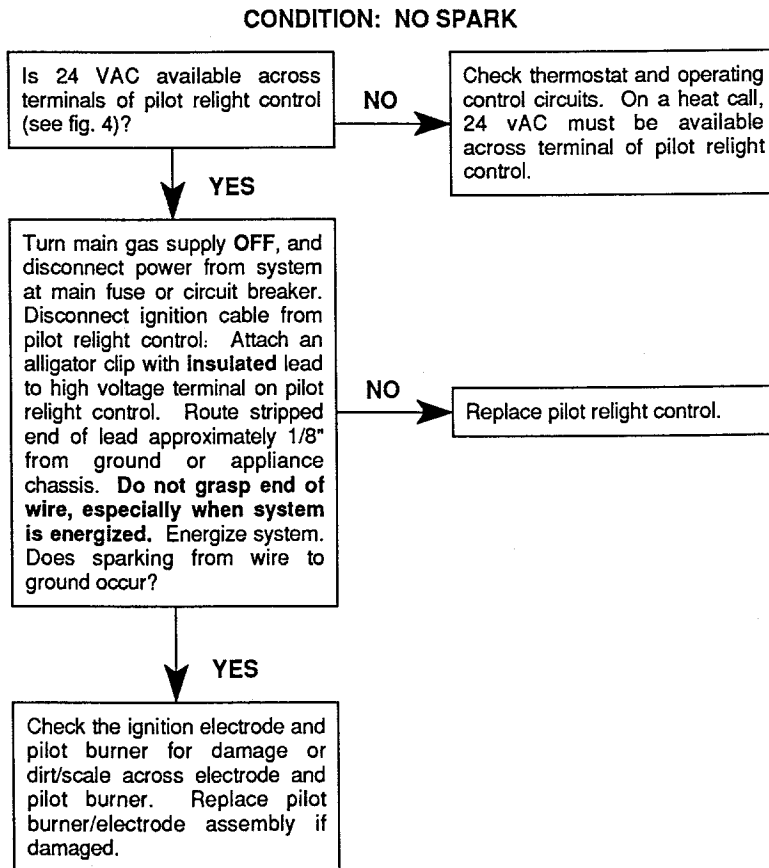 CONDITION: NO SPARK
Is 24 VAC available across
terminals of pilot relight control
(see fig. 4)?
NO
Check thermostat and operating
control circuits. On a heat call,
24 vAC must be available
across terminal of pilot relight
control.
YES
Turn main gas supply OFF, and
disconnect power from system
at main fuse or circuit breaker.
Disconnect ignition cable from
pilot relight control. Attach an
alligator clip with insulated lead
to high voltage terminal on pilot
relight control. Route stripped
end of lead approximately 1/8"
from ground or appliance
chassis. Do not grasp end of
wire, especially when system
is energized. Energize system.
Does sparking from wire to
ground occur?
NO
Replace pilot relight control.
YES
Check the ignition electrode and
pilot burner for damage or
dirt/scale across electrode and
pilot burner. Replace pilot
burner/electrode assembly if
damaged.